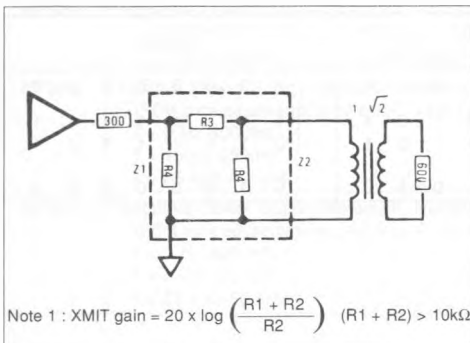 1 √2
300
R3
R4
Z1
Z2
R4
600
Note 1 : XMIT gain = 20 x log ( R1 + R2 / R2 ) (R1 + R2) > 10kΩ